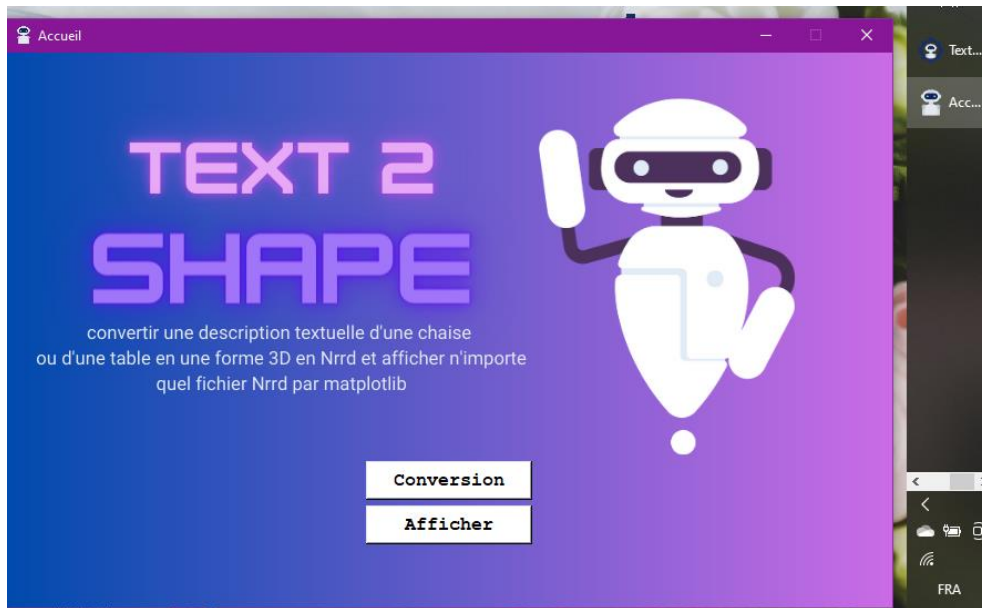 Accueil
TEXT 2
SHAPE
convertir une description textuelle d'une chaise
ou d'une table en une forme 3D en Nrrd et afficher n'importe
quel fichier Nrrd par matplotlib
Conversion
Afficher
Text...
Acc...
FRA